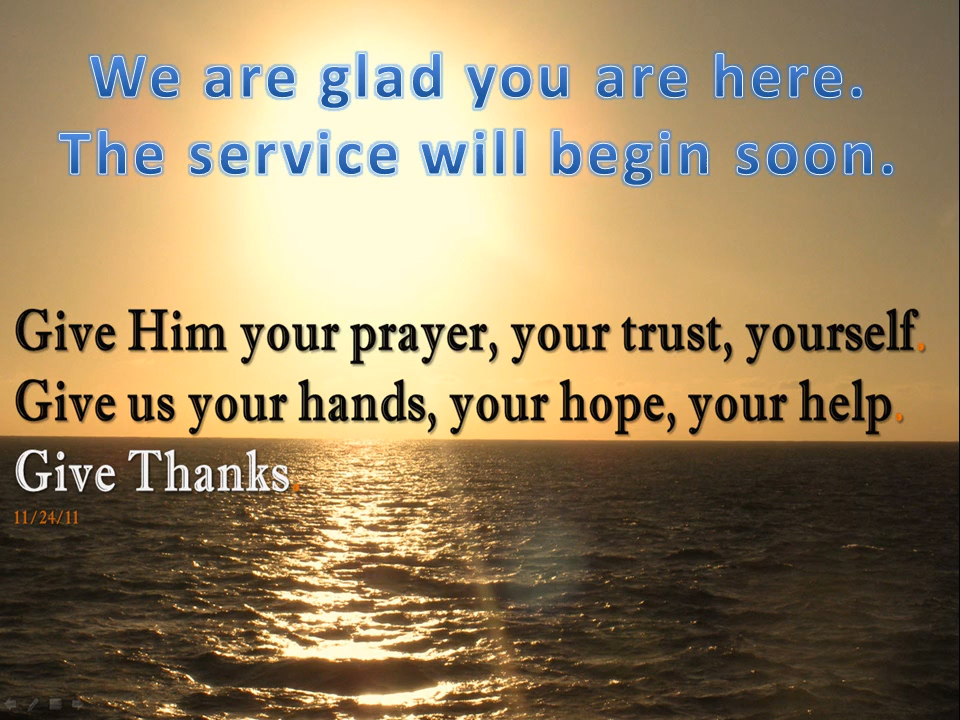 We are glad you are here.
The service will begin soon.
Give Him your prayer, your trust, yourself.
Give us your hands, your hope, your help.
Give Thanks.
11/24/11